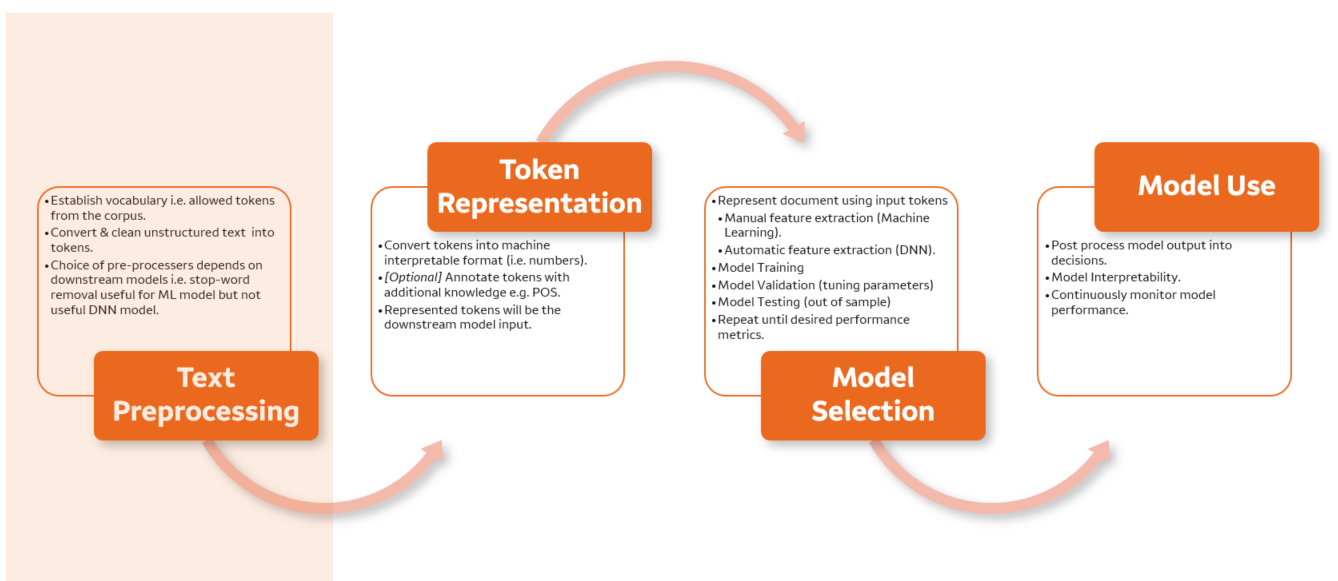 •Establish vocabulary i.e. allowed tokens
from the corpus.
•Convert & clean unstructured text into
tokens.
•Choice of pre-processers depends on
downstream models i.e. stop-word
removal useful for ML model but not
useful DNN model.
Text
Preprocessing
Token
Representation
•Convert tokens into machine
interpretable format (i.e. numbers).
•[Optional] Annotate tokens with
additional knowledge e.g. POS.
•Represented tokens will be the
downstream model input.
•Represent document using input tokens
•Manual feature extraction (Machine
Learning).
•Automatic feature extraction (DNN).
•Model Training
•Model Validation (tuning parameters)
•Model Testing (out of sample)
•Repeat until desired performance
metrics.
Model
Selection
Model Use
•Post process model output into
decisions.
•Model Interpretability.
•Continuously monitor model
performance.